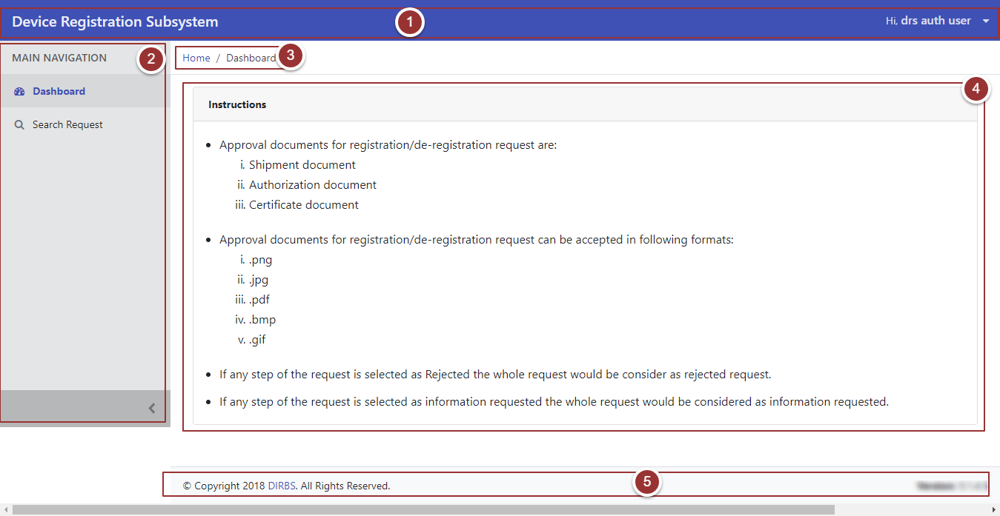 Device Registration Subsystem
1
Hi, drs auth user
MAIN NAVIGATION
2
Home / Dashboard
3
4
Dashboard
Search Request
Instructions
• Approval documents for registration/de-registration request are:
i. Shipment document
ii. Authorization document
iii. Certificate document
• Approval documents for registration/de-registration request can be accepted in following formats:
i. .png
ii. .jpg
iii. .pdf
iv. .bmp
v. .gif
• If any step of the request is selected as Rejected the whole request would be consider as rejected request.
• If any step of the request is selected as information requested the whole request would be considered as information requested.
© Copyright 2018 DIRBS. All Rights Reserved.
5